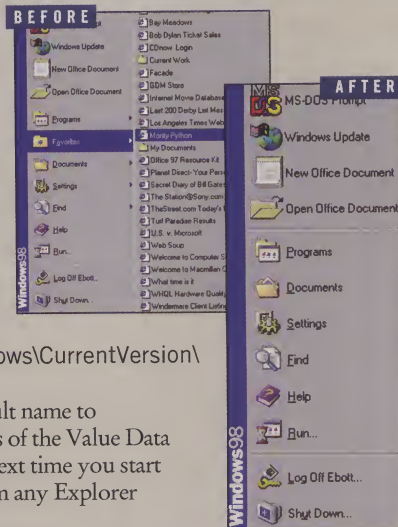 BEFORE
Windows Update
New Office Document
Open Office Document
Programs
Favorites
Documents
Settings
Find
Help
Run...
Log Off Ebott...
Shut Down...
Windows98
Bay Meadows
Bob Dylan Ticket Sales
CDnow Login
Current Work
Facade
GDM Store
Internet Movie Database
Last 200 Derby List Mes
Los Angeles Times Web
Monty Python
My Documents
Office 97 Resource Kit
Planet Direct-Your Pers
Secret Diary of Bill Gates
The Station@Sony.com
TheStreet.com Today's
Turf Paradise Results
U.S. v. Microsoft
Web Soup
Welcome to Computer S
Welcome to Macmillan C
What time is it
WHQL Hardware Quality
Windermere Client Listing
AFTER
MS-DOS Prompt
Windows Update
New Office Document
Open Office Document
Programs
Documents
Settings
Find
Help
Run...
Log Off Ebott...
Shut Down...
Windows98
ows\CurrentVersion\
ult name to
s of the Value Data
ext time you start
n any Explorer